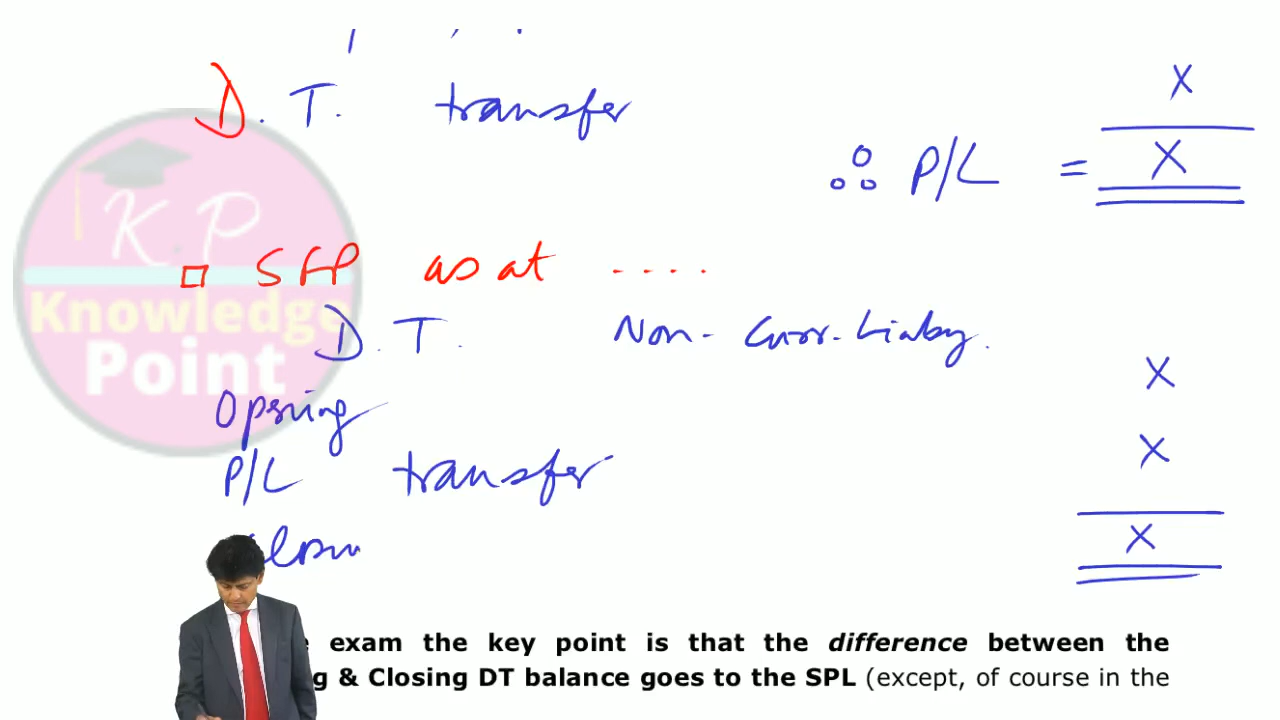 D. T. transfer X
∴ P/L = X
K.P
SFP as at ....
Knowledge
Point
D. T. Non-Curr. Liaby.
X
Opening
P/L transfer X
X
exam the key point is that the difference between the
& Closing DT balance goes to the SPL (except, of course in the